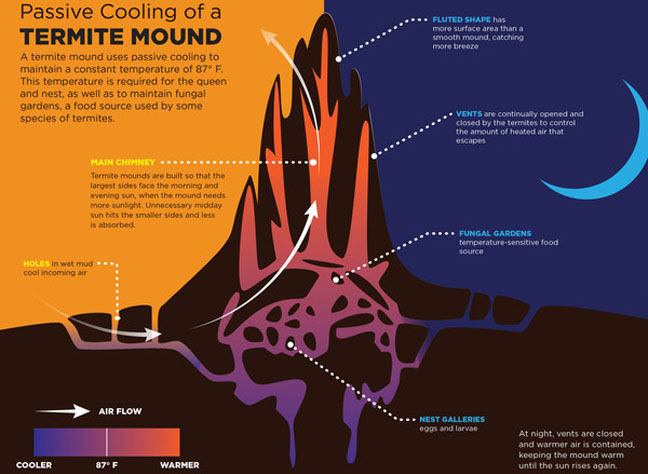 Passive Cooling of a
TERMITE MOUND
A termite mound uses passive cooling to
maintain a constant temperature of 87° F.
This temperature is required for the queen
and nest, as well as to maintain fungal
gardens, a food source used by some
species of termites.
FLUTED SHAPE has
more surface area than a
smooth mound, catching
more breeze
VENTS are continually opened and
closed by the termites to control
the amount of heated air that
escapes
MAIN CHIMNEY
Termite mounds are built so that the
largest sides face the morning and
evening sun, when the mound needs
more sunlight. Unnecessary midday
sun hits the smaller sides and less
is absorbed.
FUNGAL GARDENS
temperature-sensitive food
source
HOLES in wet mud
cool incoming air
NEST GALLERIES
eggs and larvae
AIR FLOW
COOLER 87° F WARMER
At night, vents are closed
and warmer air is contained,
keeping the mound warm
until the sun rises again.